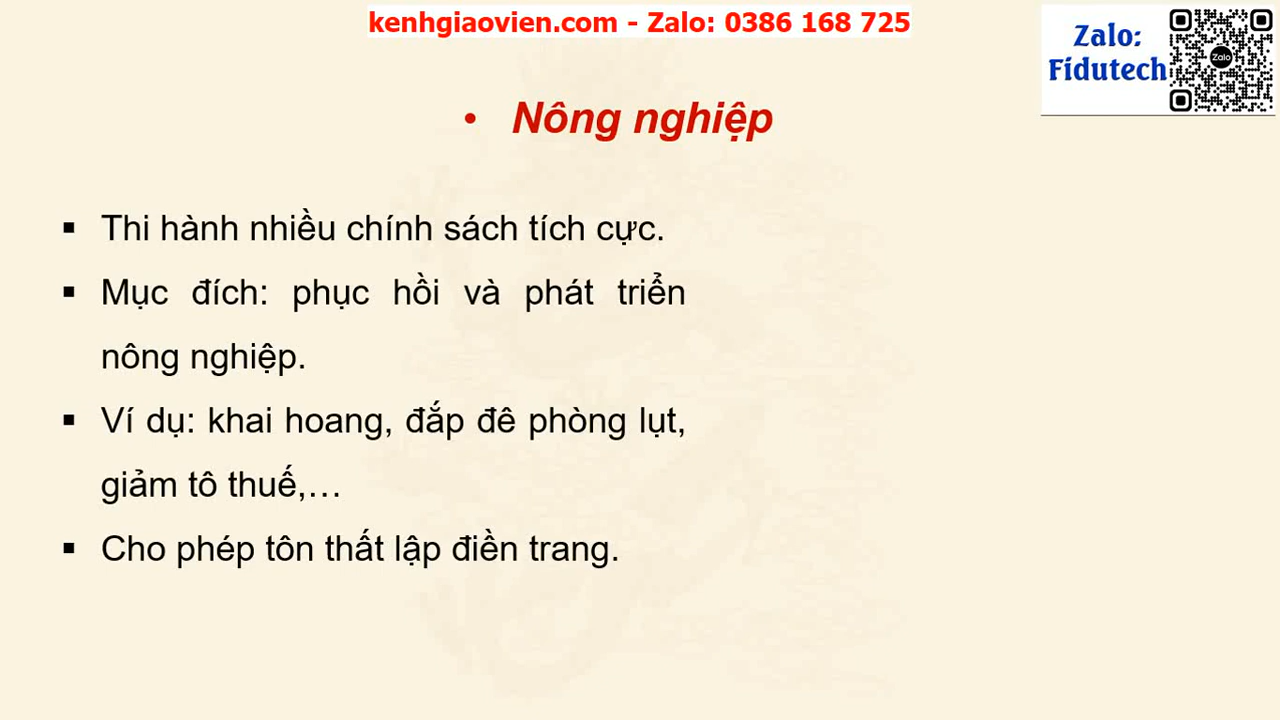 kenhgiaovien.com - Zalo: 0386 168 725
Zalo:
Fidutech
Zalo
• Nông nghiệp
▪ Thi hành nhiều chính sách tích cực.
▪ Mục đích: phục hồi và phát triển
nông nghiệp.
▪ Ví dụ: khai hoang, đắp đê phòng lụt,
giảm tô thuế,…
▪ Cho phép tôn thất lập điền trang.